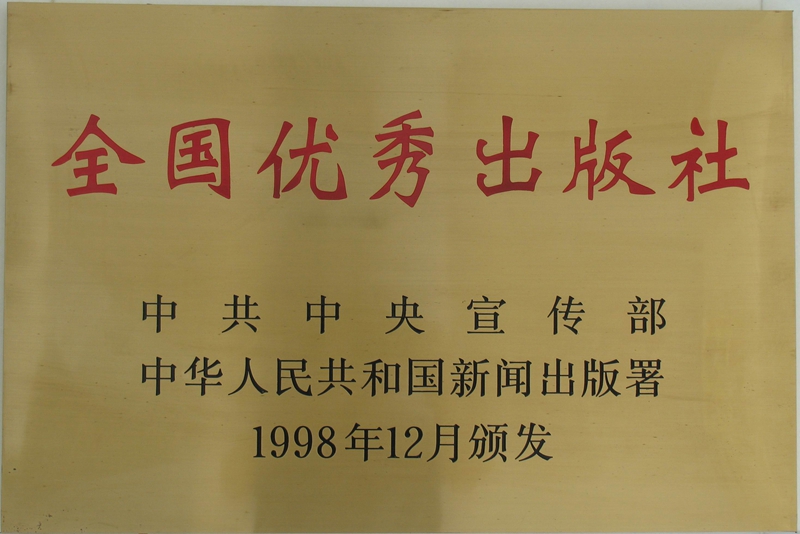 全国优秀出版社
中共中央宣传部
中华人民共和国新闻出版署
1998年12月颁发